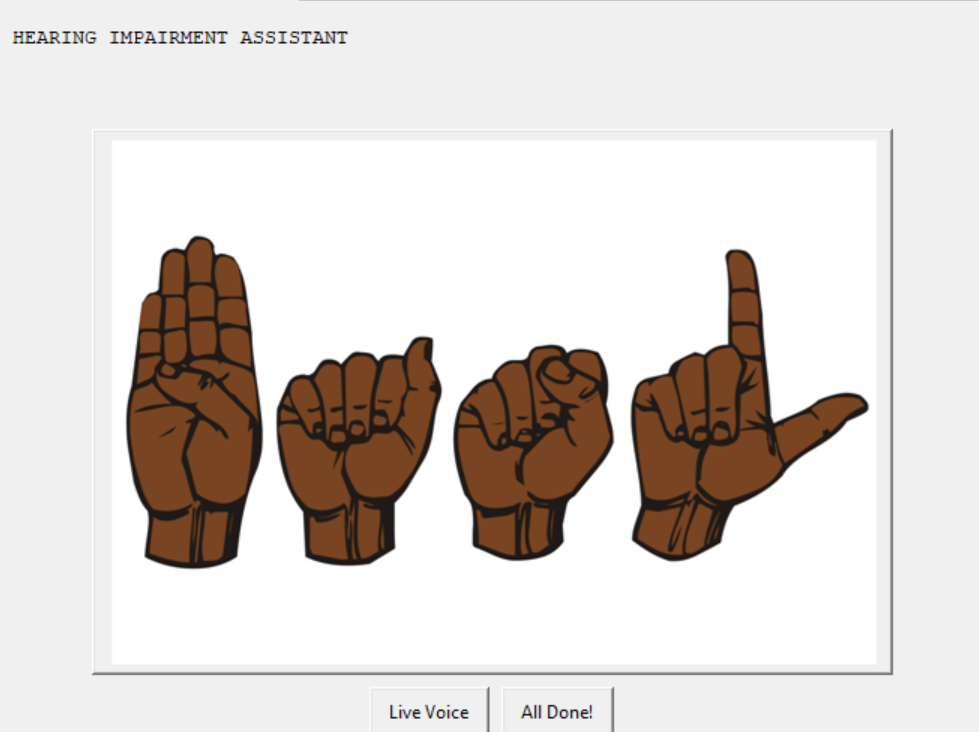 HEARING IMPAIRMENT ASSISTANT
Live Voice
All Done!